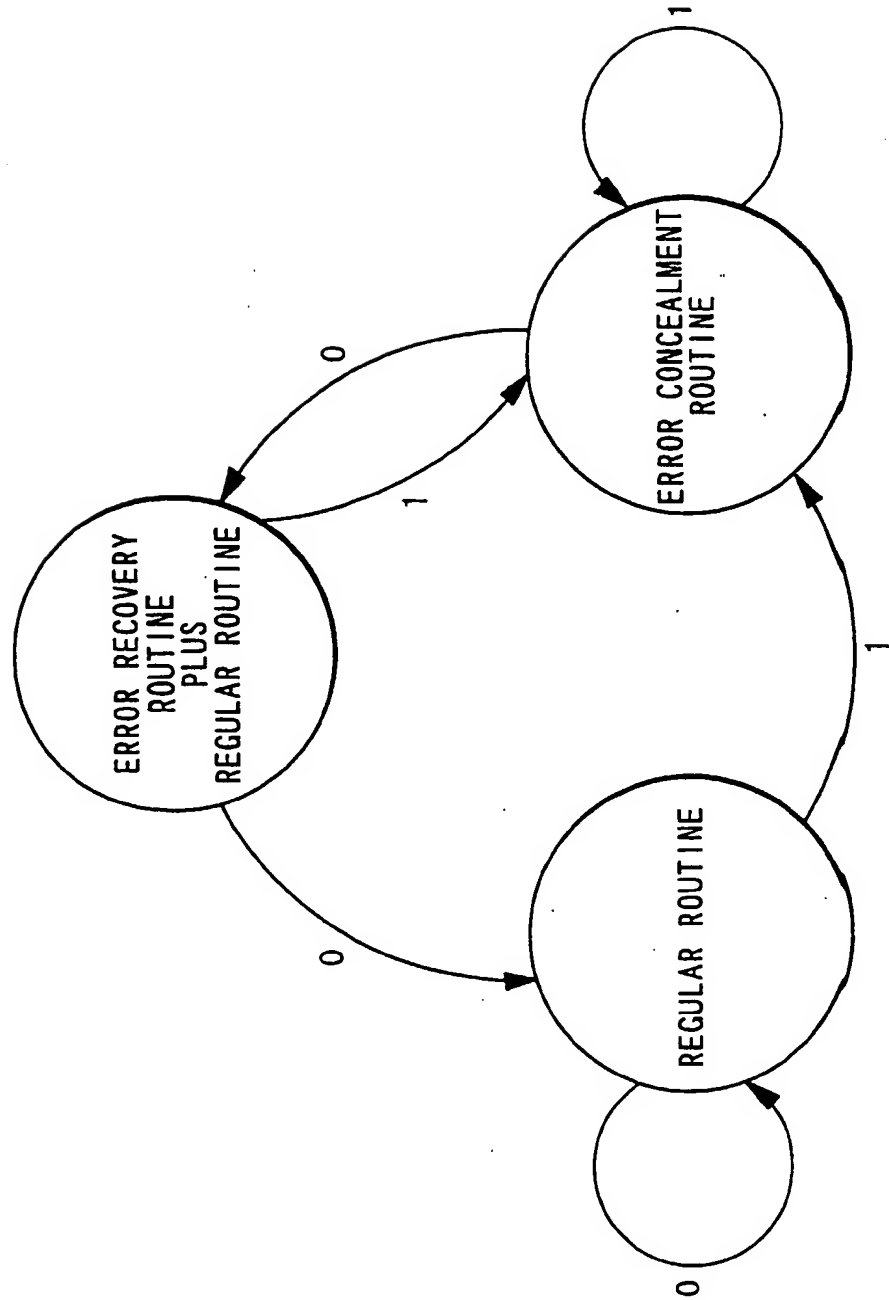 ERROR RECOVERY
ROUTINE
PLUS
REGULAR ROUTINE
0
0
1
REGULAR ROUTINE
ERROR CONCEALMENT
ROUTINE
0
1
1